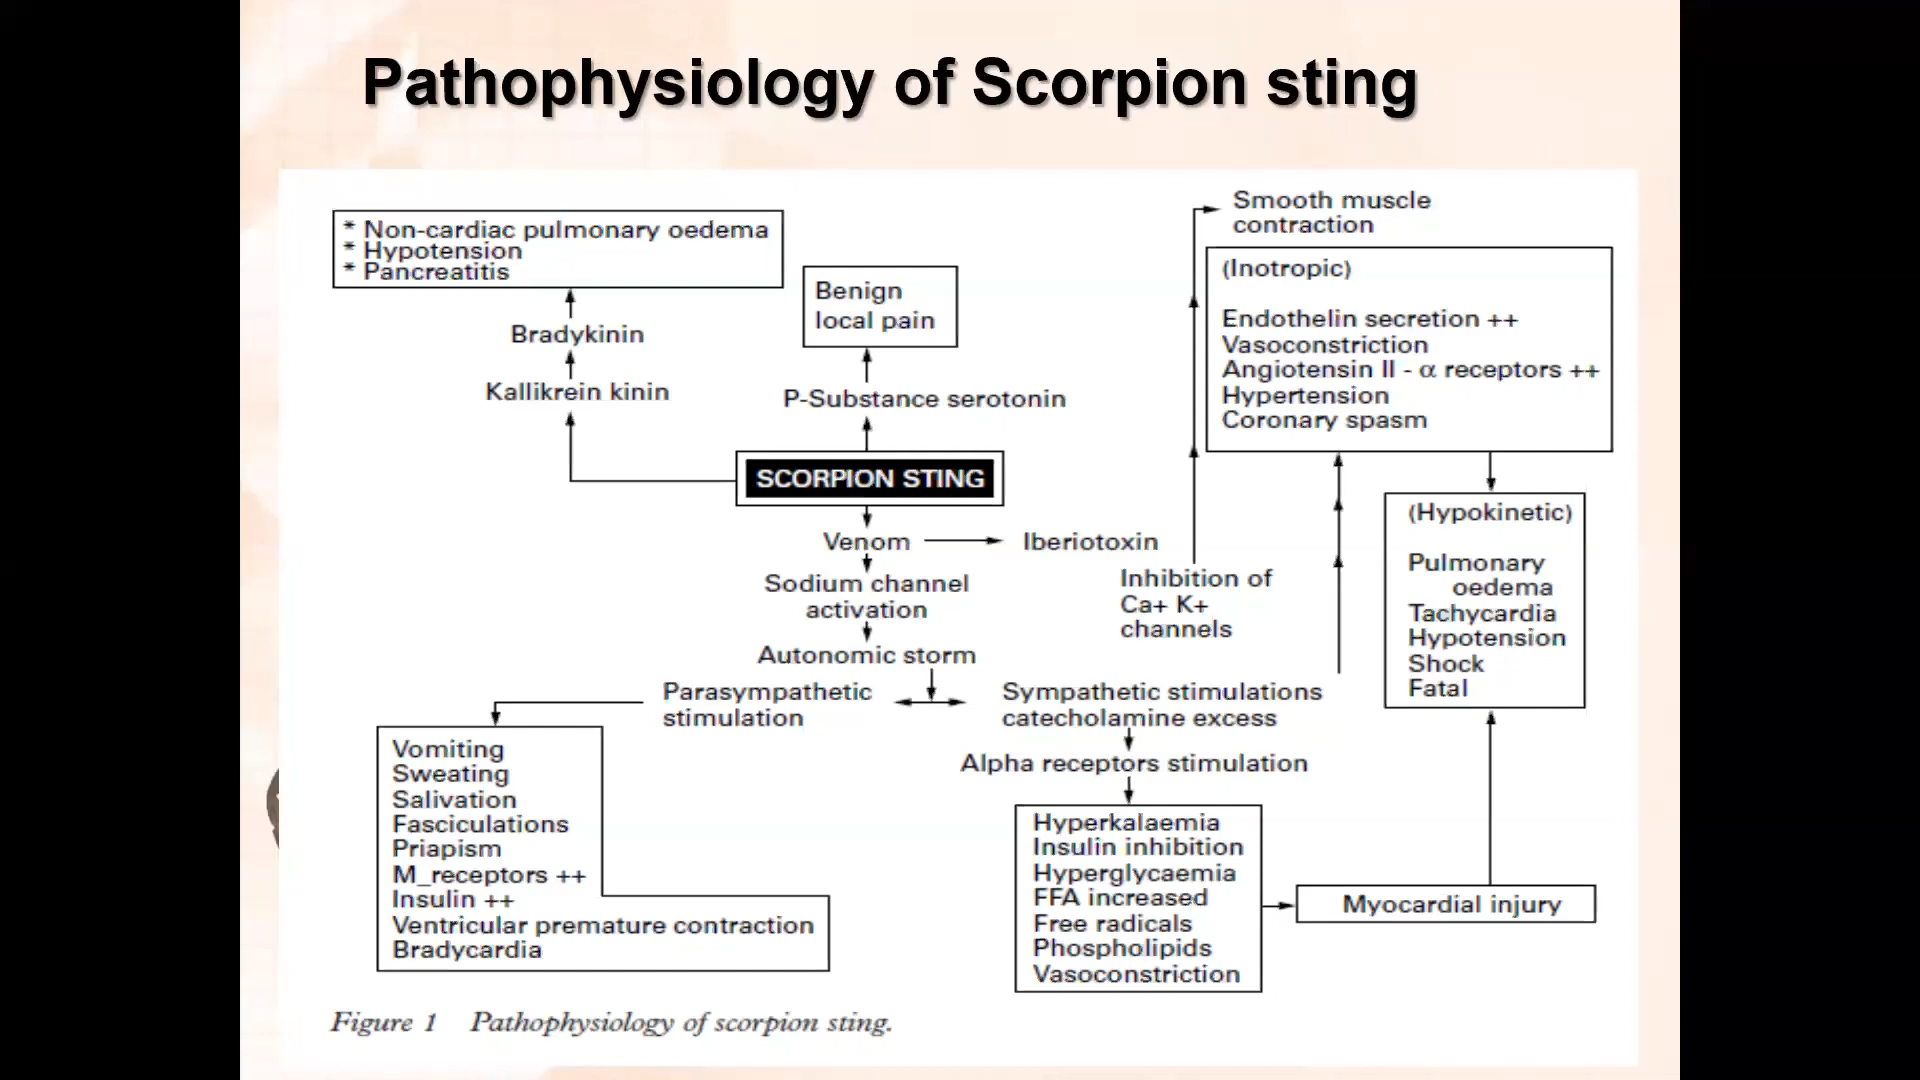 Pathophysiology of Scorpion sting
* Non-cardiac pulmonary oedema
* Hypotension
* Pancreatitis
Bradykinin
Kallikrein kinin
Benign
local pain
P-Substance serotonin
SCORPION STING
Venom
Iberiotoxin
Sodium channel
activation
Autonomic storm
Inhibition of
Ca+ K+
channels
Smooth muscle
contraction
(Inotropic)
Endothelin secretion ++
Vasoconstriction
Angiotensin II - α receptors ++
Hypertension
Coronary spasm
(Hypokinetic)
Pulmonary
oedema
Tachycardia
Hypotension
Shock
Fatal
Parasympathetic
stimulation
Sympathetic stimulations
catecholamine excess
Alpha receptors stimulation
Vomiting
Sweating
Salivation
Fasciculations
Priapism
M_receptors ++
Insulin ++
Ventricular premature contraction
Bradycardia
Hyperkalaemia
Insulin inhibition
Hyperglycaemia
FFA increased
Free radicals
Phospholipids
Vasoconstriction
Myocardial injury
Figure 1 Pathophysiology of scorpion sting.